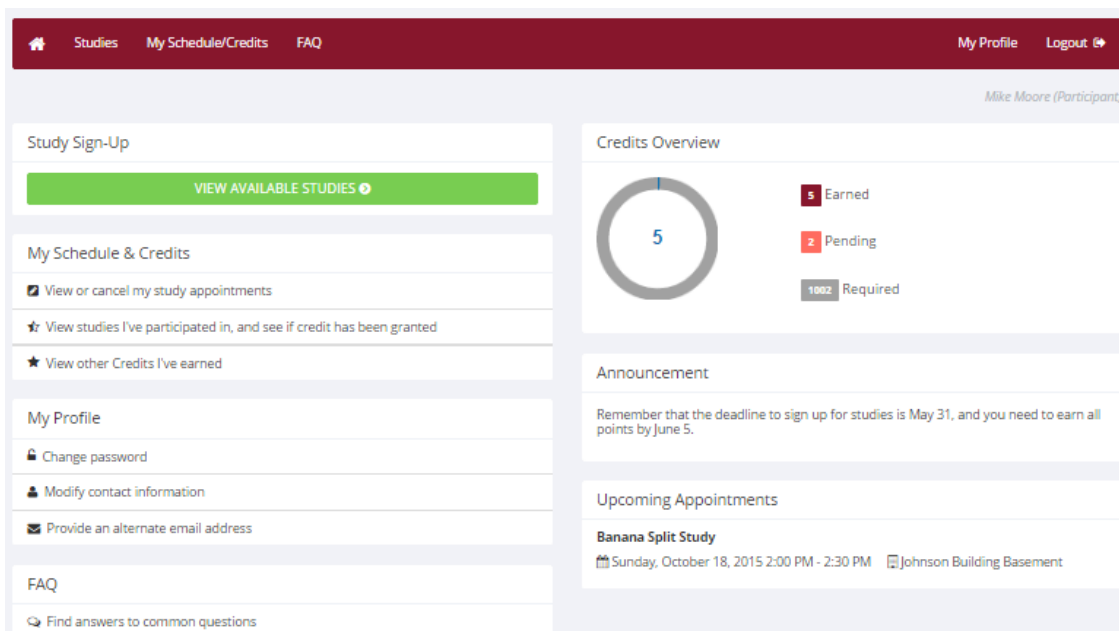 Studies My Schedule/Credits FAQ My Profile Logout
Mike Moore (Participant
Study Sign-Up
VIEW AVAILABLE STUDIES
My Schedule & Credits
View or cancel my study appointments
View studies I've participated in, and see if credit has been granted
View other Credits I've earned
My Profile
Change password
Modify contact information
Provide an alternate email address
FAQ
Find answers to common questions
Credits Overview
5
5 Earned
2 Pending
1002 Required
Announcement
Remember that the deadline to sign up for studies is May 31, and you need to earn all
points by June 5.
Upcoming Appointments
Banana Split Study
Sunday, October 18, 2015 2:00 PM - 2:30 PM Johnson Building Basement